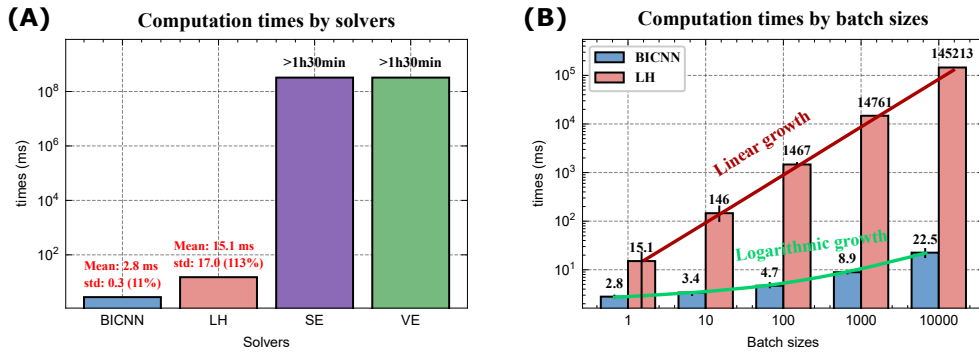 (A)
Computation times by solvers
times (ms)
10^8
10^6
10^4
10^2
Mean: 2.8 ms
std: 0.3 (11%)
Mean: 15.1 ms
std: 17.0 (113%)
>1h30min
>1h30min
BICNN LH SE VE
Solvers
(B)
Computation times by batch sizes
BICNN
LH
times (ms)
10^5
10^4
10^3
10^2
10^1
Linear growth
Logarithmic growth
15.1
146
1467
14761
145213
2.8
3.4
4.7
8.9
22.5
1 10 100 1000 10000
Batch sizes